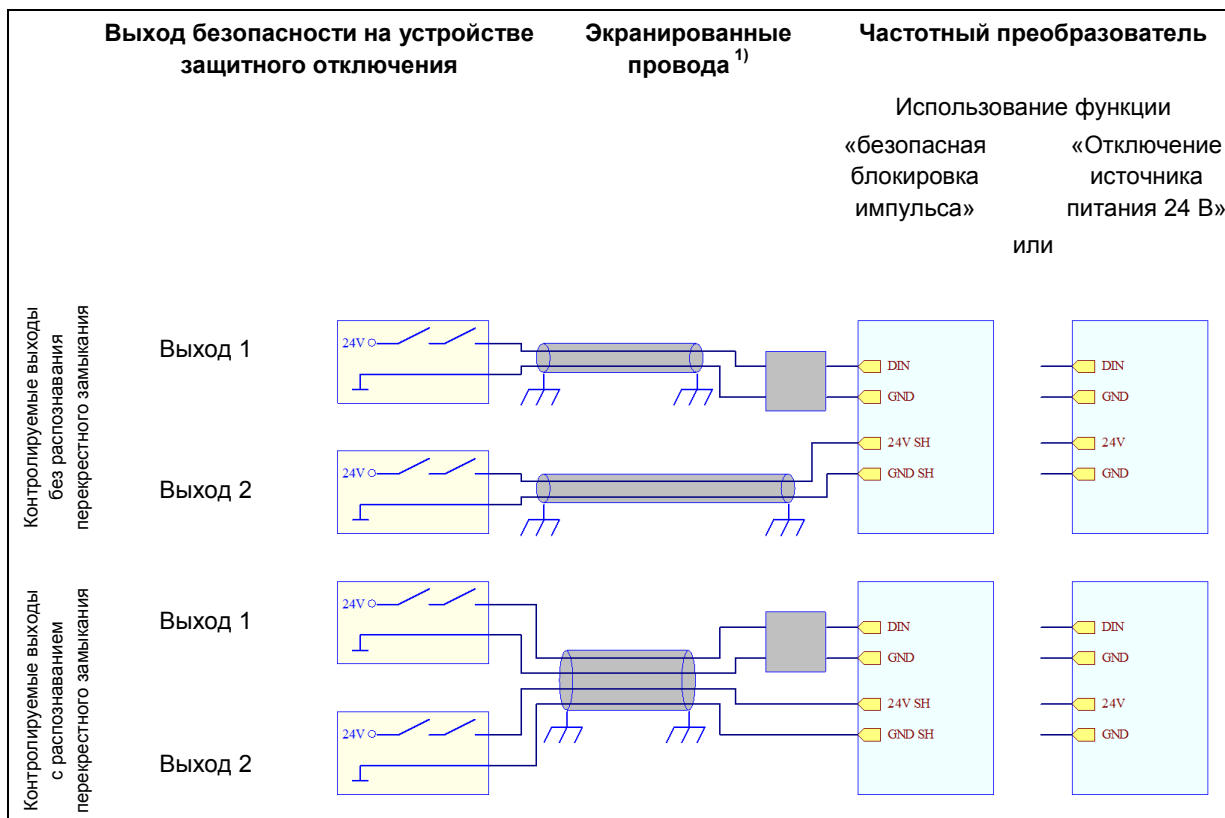 Выход безопасности на устройстве
защитного отключения
Экранированные
провода 1)
Частотный преобразователь
Использование функции
«безопасная
блокировка
импульса»
«Отключение
источника
питания 24 В»
или
Контролируемые выходы
без распознавания
перекрестного замыкания
Выход 1
24V
DIN
GND
24V SH
GND SH
DIN
GND
24V
GND
Выход 2
24V
Контролируемые выходы
с распознаванием
перекрестного замыкания
Выход 1
24V
DIN
GND
24V SH
GND SH
DIN
GND
24V
GND
Выход 2
24V